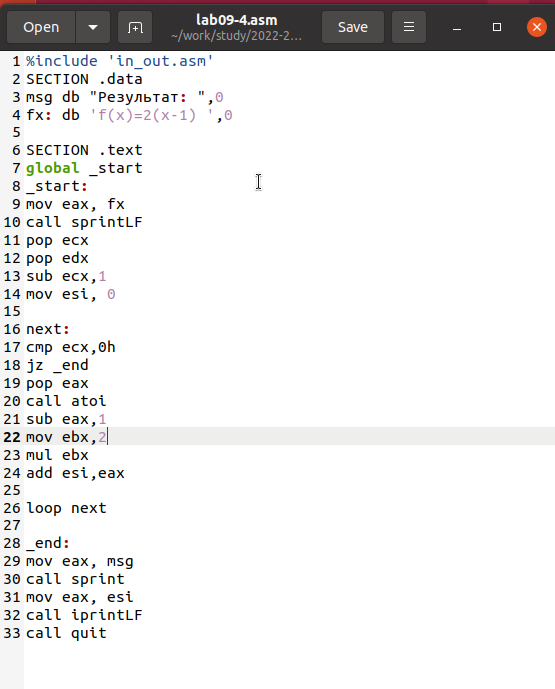 Open
lab09-4.asm
~/work/study/2022-2...
Save
1 %include 'in_out.asm'
2 SECTION .data
3 msg db "Результат: ",0
4 fx: db 'f(x)=2(x-1) ',0
5
6 SECTION .text
7 global _start
8 _start:
9 mov eax, fx
10 call sprintLF
11 pop ecx
12 pop edx
13 sub ecx,1
14 mov esi, 0
15
16 next:
17 cmp ecx,0h
18 jz _end
19 pop eax
20 call atoi
21 sub eax,1
22 mov ebx,2
23 mul ebx
24 add esi,eax
25
26 loop next
27
28 _end:
29 mov eax, msg
30 call sprint
31 mov eax, esi
32 call iprintLF
33 call quit